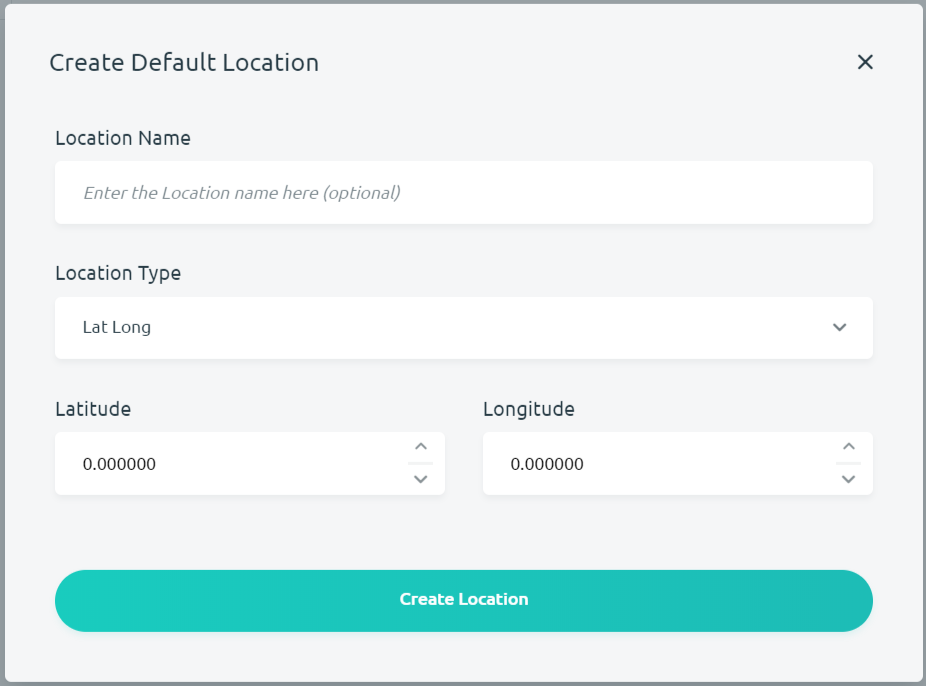 Create Default Location
Location Name
Enter the Location name here (optional)
Location Type
Lat Long
Latitude
Longitude
0.000000
0.000000
Create Location